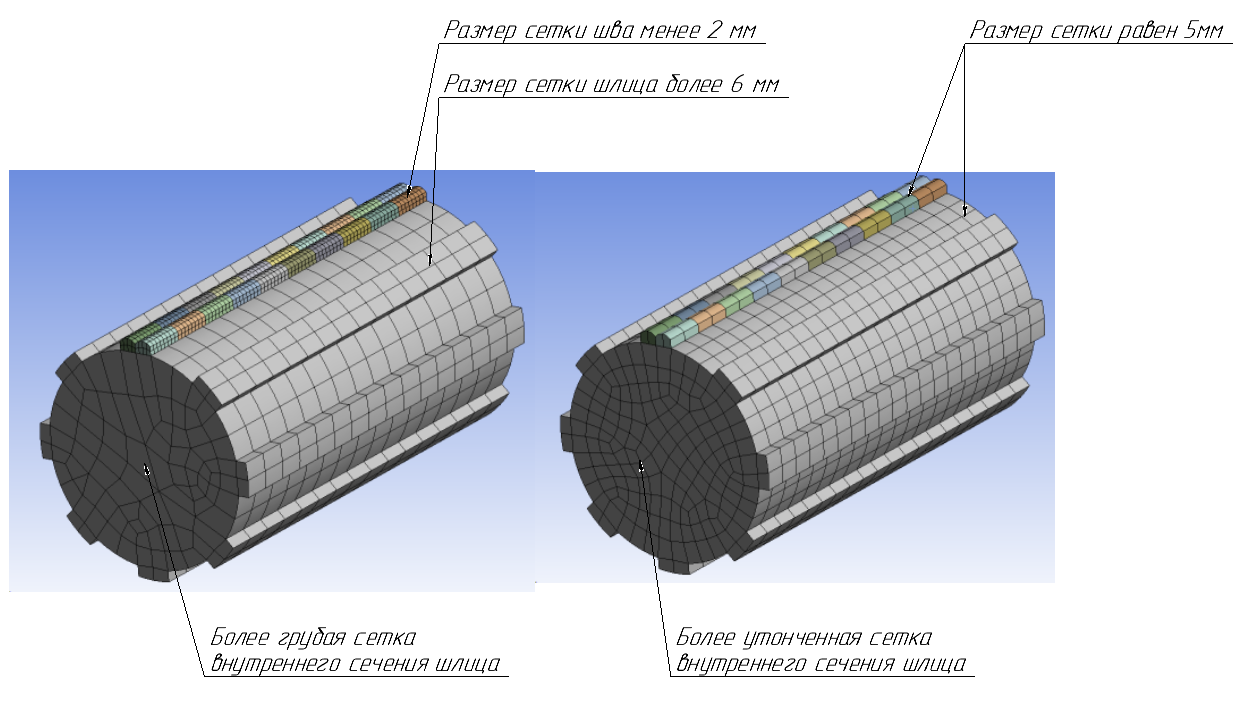 Размер сетки шва менее 2 мм
Размер сетки равен 5мм
Размер сетки шлица более 6 мм
Более грубая сетка
внутреннего сечения шлица
Более утонченная сетка
внутреннего сечения шлица